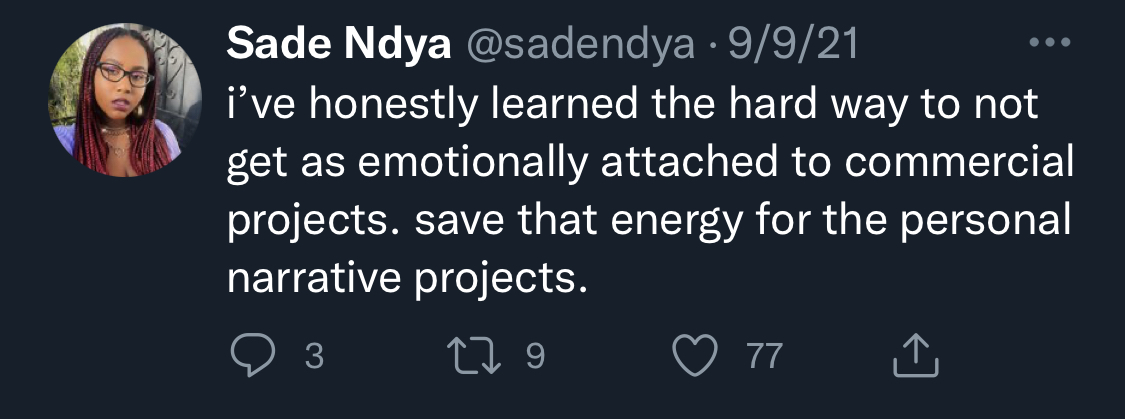 Sade Ndya @sadendya · 9/9/21
i’ve honestly learned the hard way to not
get as emotionally attached to commercial
projects. save that energy for the personal
narrative projects.
3 9 77